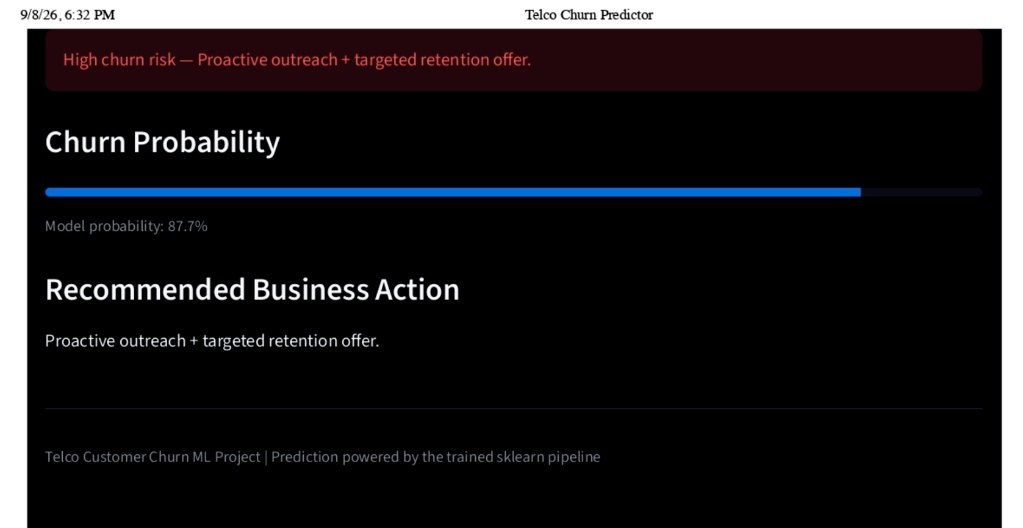 9/8/26, 6:32 PM
Telco Churn Predictor
High churn risk — Proactive outreach + targeted retention offer.
Churn Probability
Model probability: 87.7%
Recommended Business Action
Proactive outreach + targeted retention offer.
Telco Customer Churn ML Project | Prediction powered by the trained sklearn pipeline